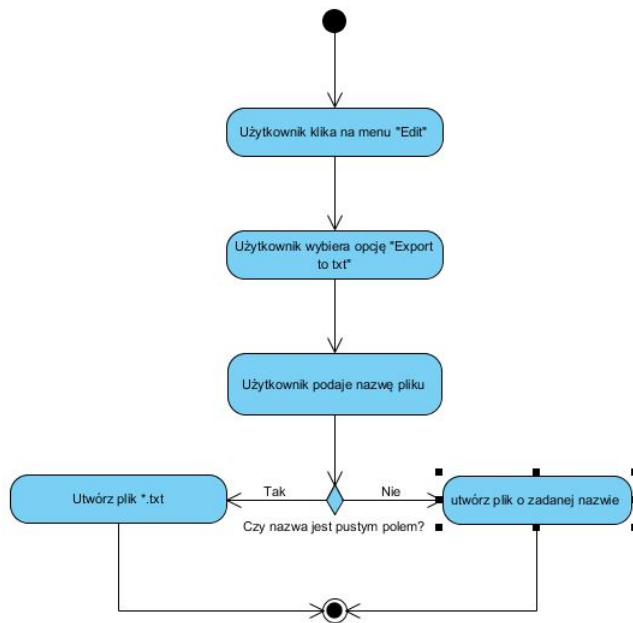 Użytkownik klika na menu "Edit"
Użytkownik wybiera opcję "Export
to txt"
Użytkownik podaje nazwę pliku
Utwórz plik *.txt
Tak
Nie
utwórz plik o zadanej nazwie
Czy nazwa jest pustym polem?